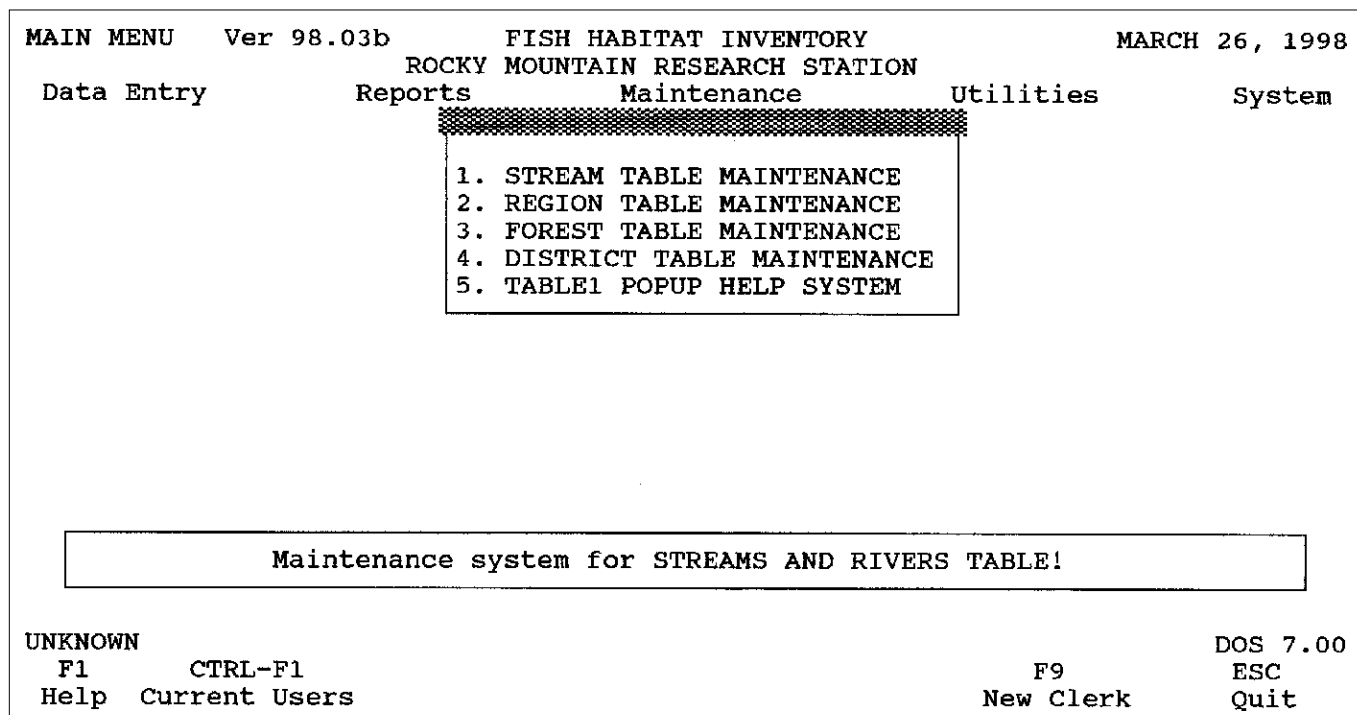 MAIN MENU Ver 98.03b FISH HABITAT INVENTORY MARCH 26, 1998
ROCKY MOUNTAIN RESEARCH STATION
Data Entry Reports Maintenance Utilities System
1. STREAM TABLE MAINTENANCE
2. REGION TABLE MAINTENANCE
3. FOREST TABLE MAINTENANCE
4. DISTRICT TABLE MAINTENANCE
5. TABLE1 POPUP HELP SYSTEM
Maintenance system for STREAMS AND RIVERS TABLE!
UNKNOWN DOS 7.00
F1 CTRL-F1 F9 ESC
Help Current Users New Clerk Quit